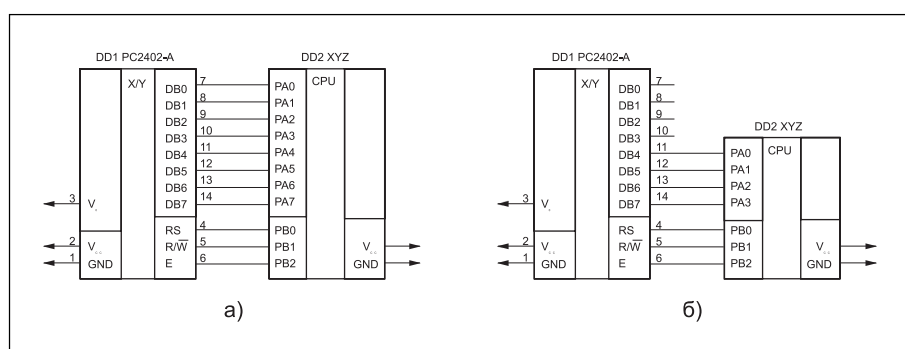 DD1 PC2402-A
X/Y
DB0
DB1
DB2
DB3
DB4
DB5
DB6
DB7
RS
R/W
E
V
Vcc
GND
3
2
1
7
8
9
10
11
12
13
14
4
5
6
DD2 XYZ
CPU
PA0
PA1
PA2
PA3
PA4
PA5
PA6
PA7
PB0
PB1
PB2
Vcc
GND
а)
DD1 PC2402-A
X/Y
DB0
DB1
DB2
DB3
DB4
DB5
DB6
DB7
RS
R/W
E
V
Vcc
GND
3
2
1
7
8
9
10
11
12
13
14
4
5
6
DD2 XYZ
CPU
PA0
PA1
PA2
PA3
PB0
PB1
PB2
Vcc
GND
б)